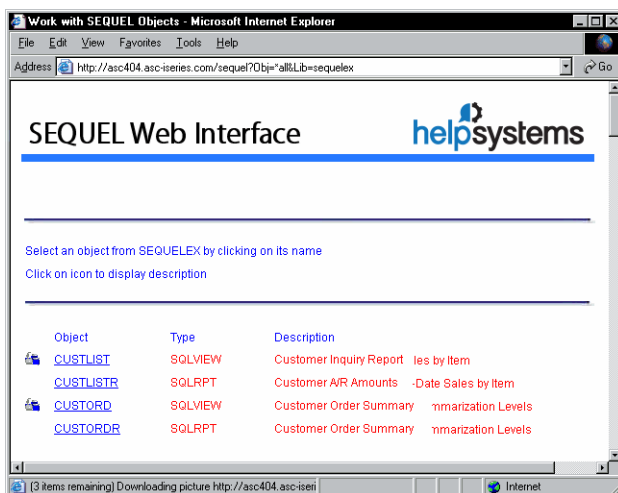 Work with SEQUEL Objects - Microsoft Internet Explorer
File Edit View Favorites Tools Help
Address http://asc404.asc-iseries.com/sequel?Obj=*all&Lib=sequelex Go
SEQUEL Web Interface
helpsystems
Select an object from SEQUELEX by clicking on its name
Click on icon to display description
Object Type Description
CUSTLIST SQLVIEW Customer Inquiry Report les by Item
CUSTLISTR SQLRPT Customer A/R Amounts -Date Sales by Item
CUSTORD SQLVIEW Customer Order Summary mmarization Levels
CUSTORDR SQLRPT Customer Order Summary mmarization Levels
(3 items remaining) Downloading picture http://asc404.asc-iseri Internet